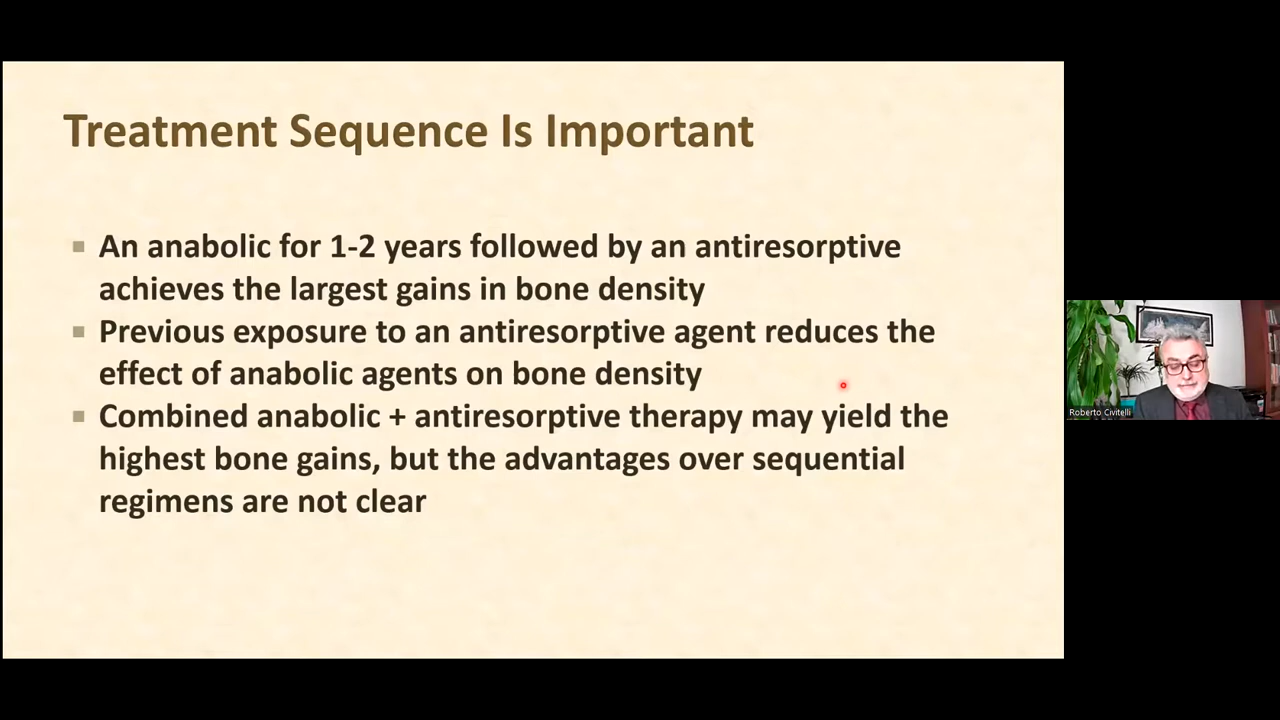 Treatment Sequence Is Important
An anabolic for 1-2 years followed by an antiresorptive
achieves the largest gains in bone density
Previous exposure to an antiresorptive agent reduces the
effect of anabolic agents on bone density
Combined anabolic + antiresorptive therapy may yield the
highest bone gains, but the advantages over sequential
regimens are not clear
Roberto Civitelli